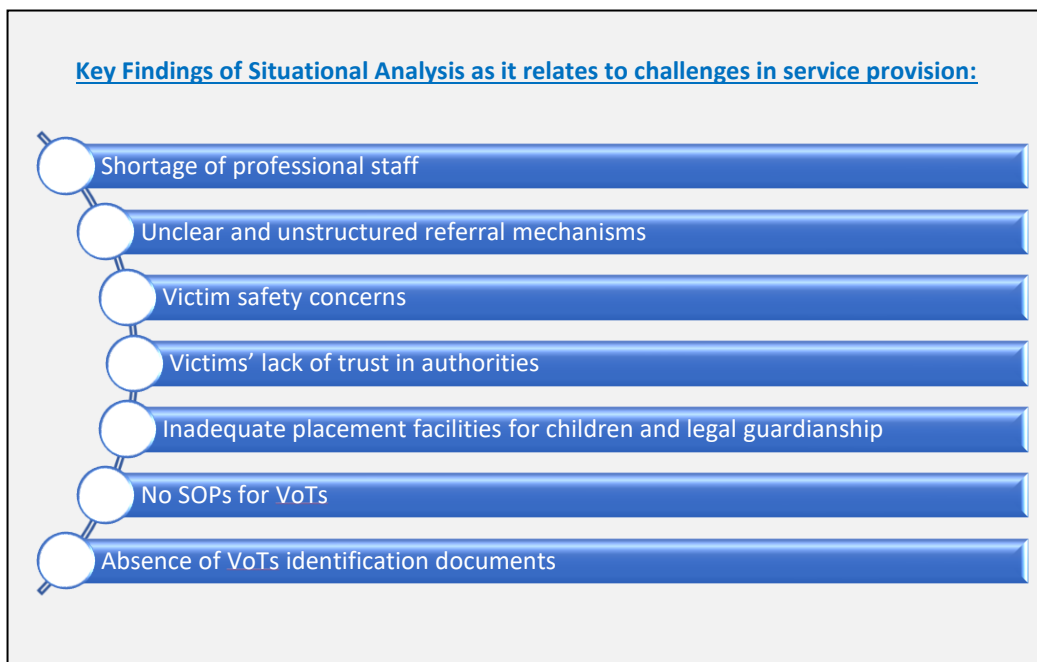 Key Findings of Situational Analysis as it relates to challenges in service provision:
Shortage of professional staff
Unclear and unstructured referral mechanisms
Victim safety concerns
Victims’ lack of trust in authorities
Inadequate placement facilities for children and legal guardianship
No SOPs for VoTs
Absence of VoTs identification documents